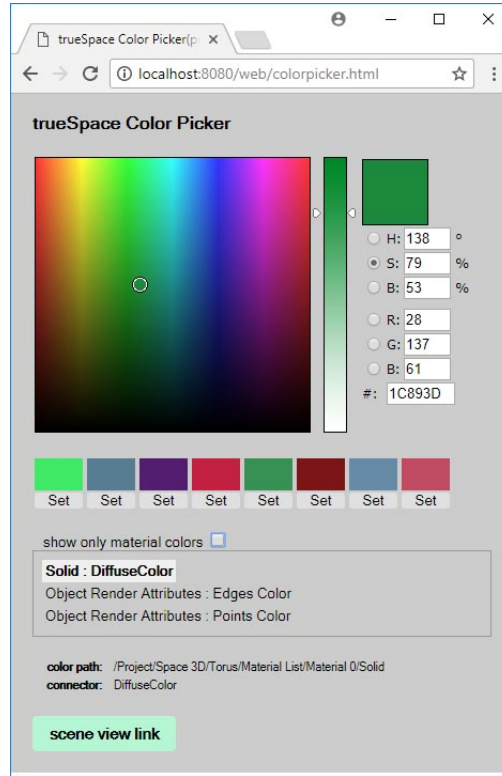 trueSpace Color Picker(p
localhost:8080/web/colorpicker.html
trueSpace Color Picker
H: 138 °
S: 79 %
B: 53 %
R: 28
G: 137
B: 61
#: 1C893D
Set Set Set Set Set Set Set Set
show only material colors
Solid : DiffuseColor
Object Render Attributes : Edges Color
Object Render Attributes : Points Color
color path: /Project/Space 3D/Torus/Material List/Material 0/Solid
connector: DiffuseColor
scene view link